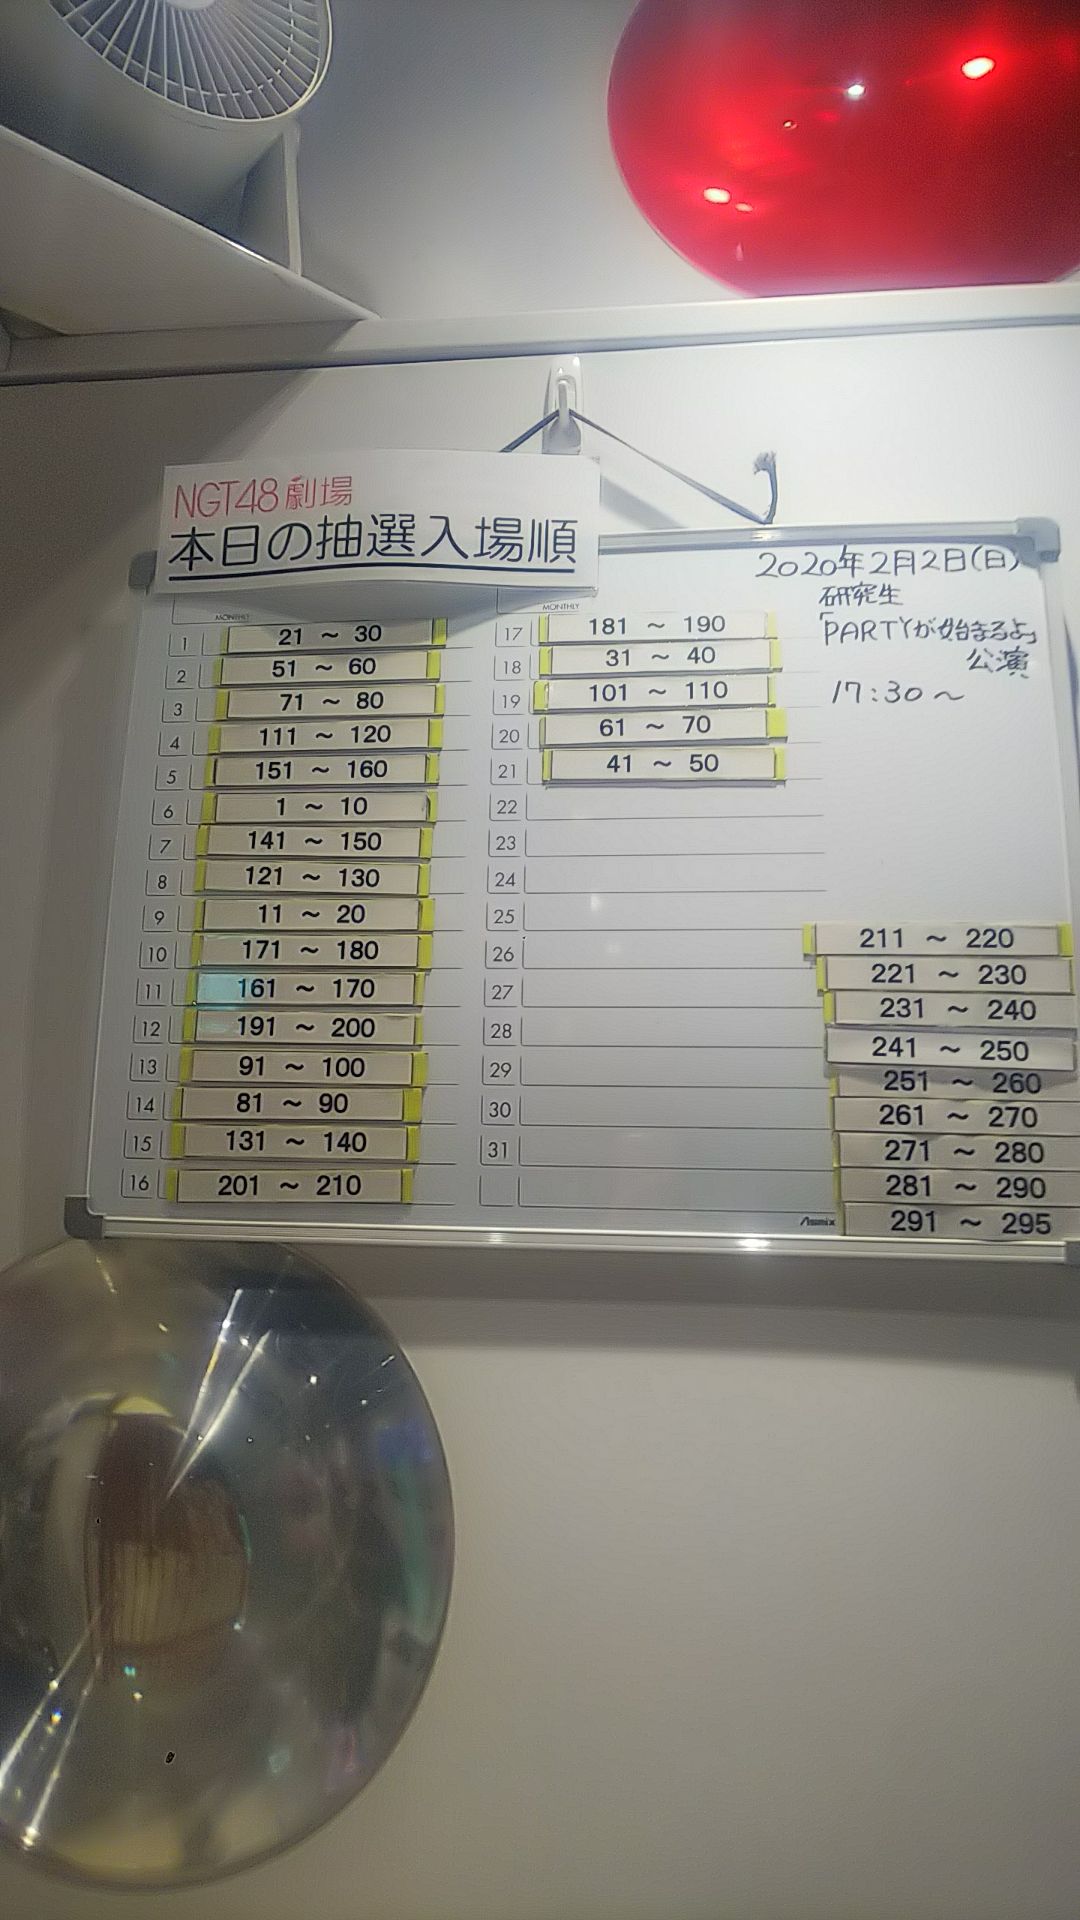 NGT48劇場
本日の抽選入場順
2020年2月2日(日)
研究生
「PARTYが始まるよ」
公演
17:30～
MONTHLY
1 21 ～ 30
2 51 ～ 60
3 71 ～ 80
4 111 ～ 120
5 151 ～ 160
6 1 ～ 10
7 141 ～ 150
8 121 ～ 130
9 11 ～ 20
10 171 ～ 180
11 161 ～ 170
12 191 ～ 200
13 91 ～ 100
14 81 ～ 90
15 131 ～ 140
16 201 ～ 210
MONTHLY
17 181 ～ 190
18 31 ～ 40
19 101 ～ 110
20 61 ～ 70
21 41 ～ 50
22
23
24
25
26
27
28
29
30
31
211 ～ 220
221 ～ 230
231 ～ 240
241 ～ 250
251 ～ 260
261 ～ 270
271 ～ 280
281 ～ 290
291 ～ 295
Asmix